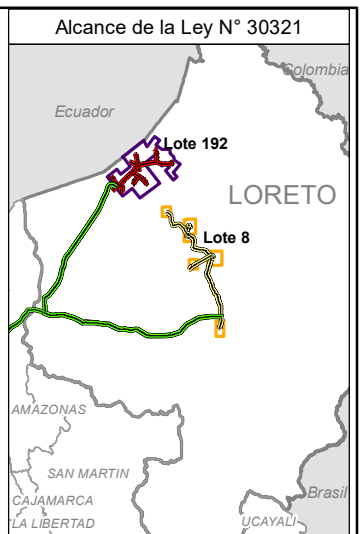 Alcance de la Ley N° 30321
Colombia
Ecuador
Lote 192
LORETO
Lote 8
AMAZONAS
SAN MARTIN
CAJAMARCA
LA LIBERTAD
Brasil
UCAYALI